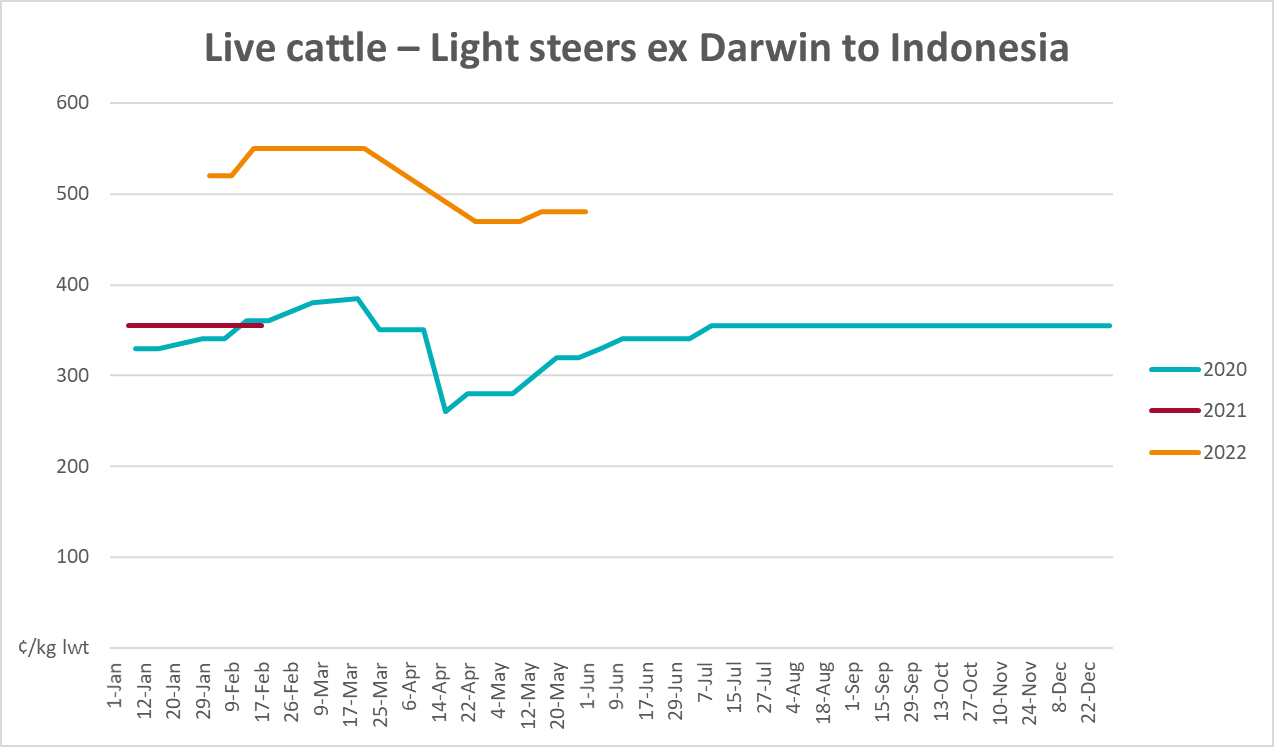 Live cattle – Light steers ex Darwin to Indonesia
600
500
400
300
200
100
¢/kg lwt
1-Jan
12-Jan
20-Jan
29-Jan
9-Feb
17-Feb
26-Feb
9-Mar
17-Mar
25-Mar
6-Apr
14-Apr
22-Apr
4-May
12-May
20-May
1-Jun
9-Jun
17-Jun
29-Jun
7-Jul
15-Jul
27-Jul
4-Aug
18-Aug
1-Sep
15-Sep
29-Sep
13-Oct
27-Oct
10-Nov
24-Nov
8-Dec
22-Dec
2020
2021
2022